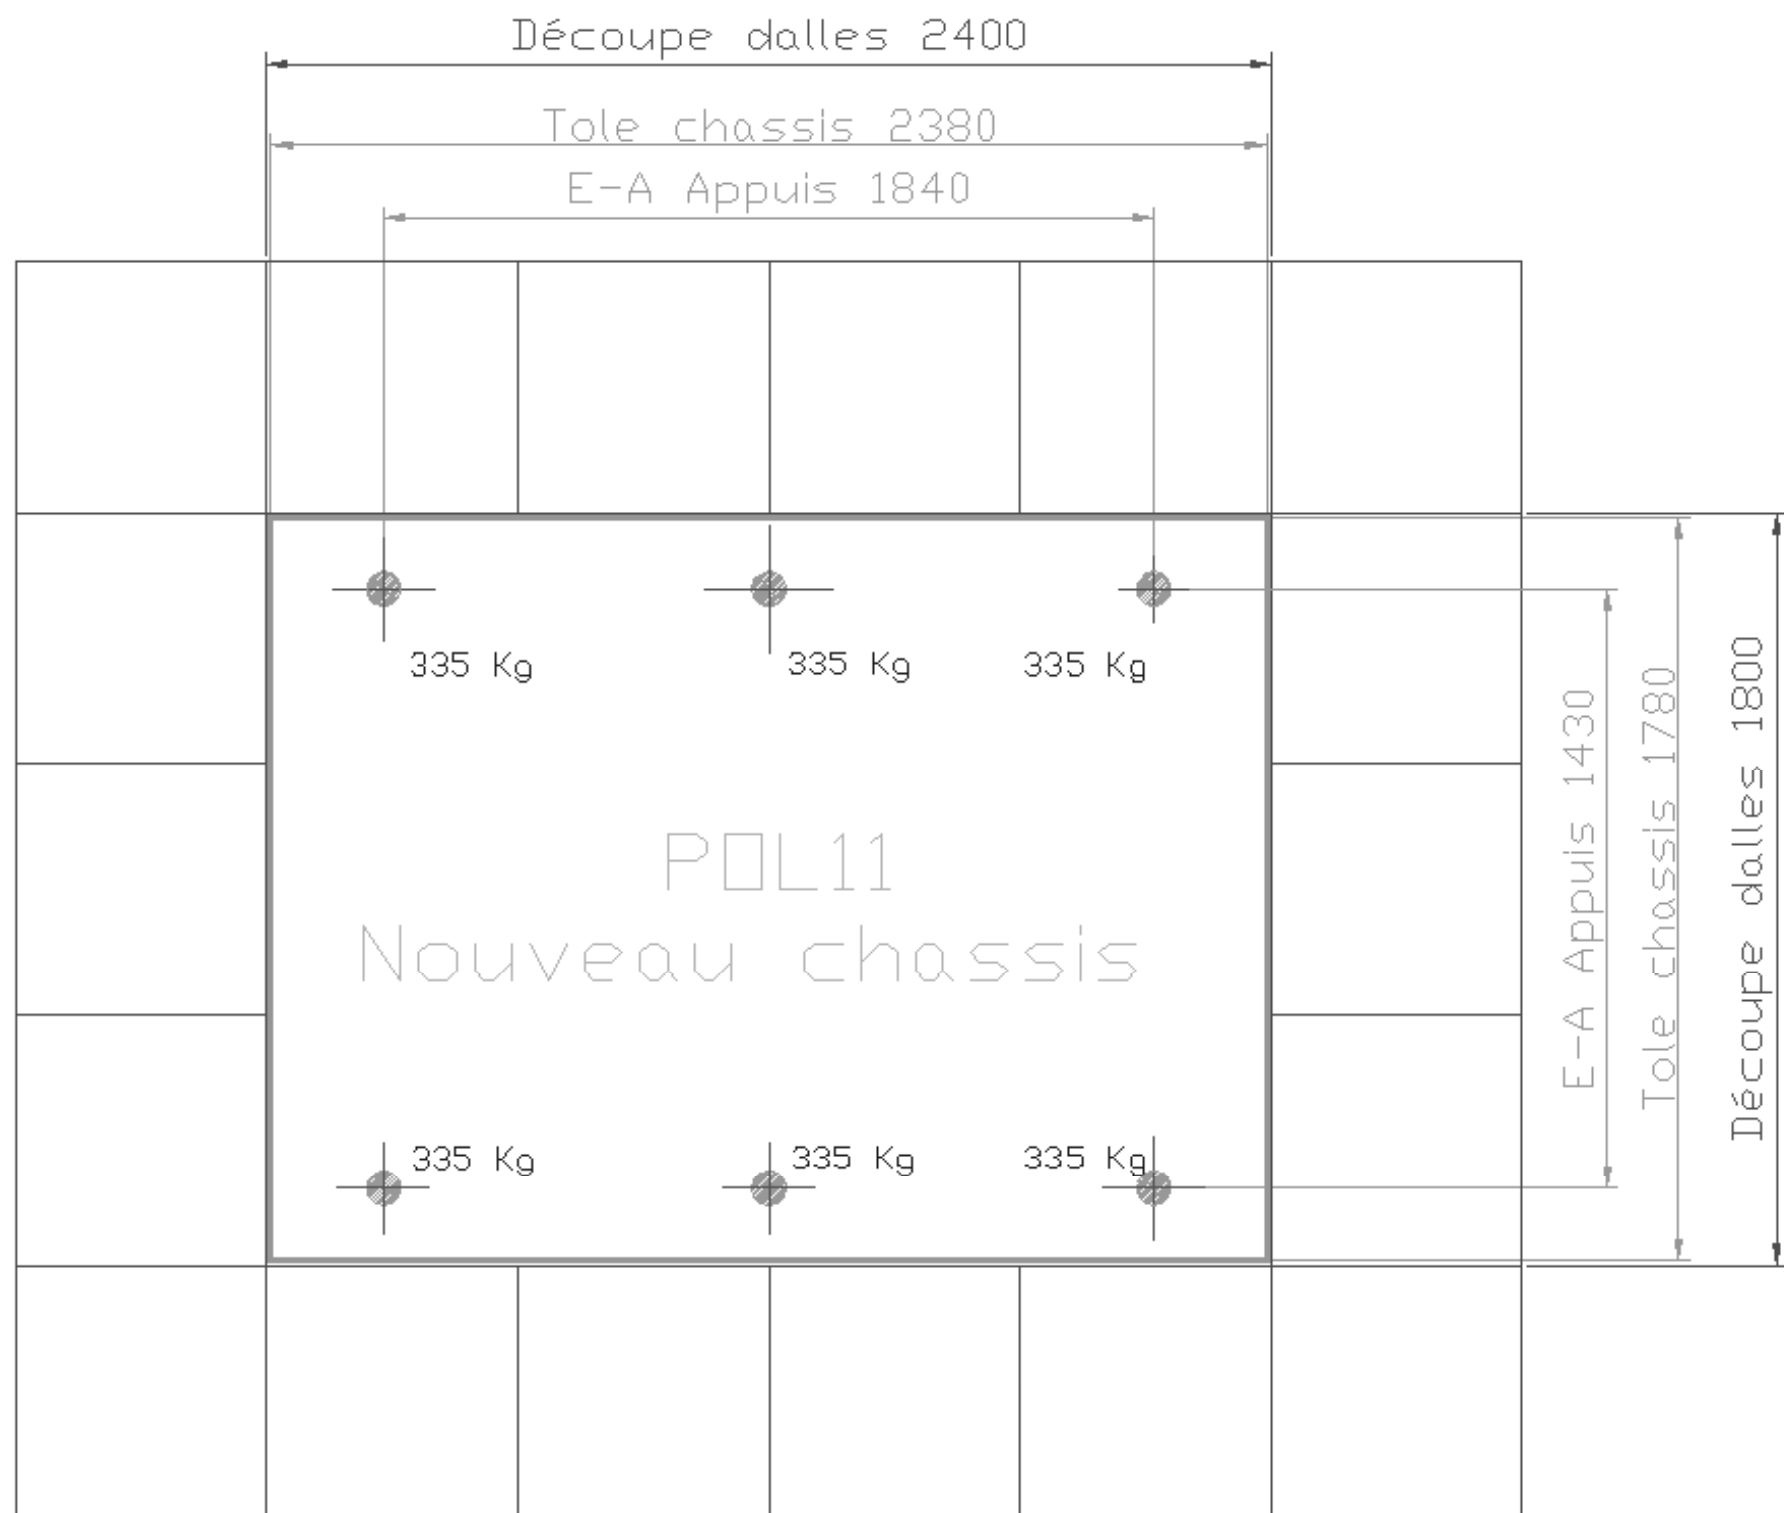 Découpe dalles 2400
Tole chassis 2380
E-A Appuis 1840
335 Kg
335 Kg
335 Kg
POL11
Nouveau chassis
335 Kg
335 Kg
335 Kg
E-A Appuis 1430
Tole chassis 1780
Découpe dalles 1800